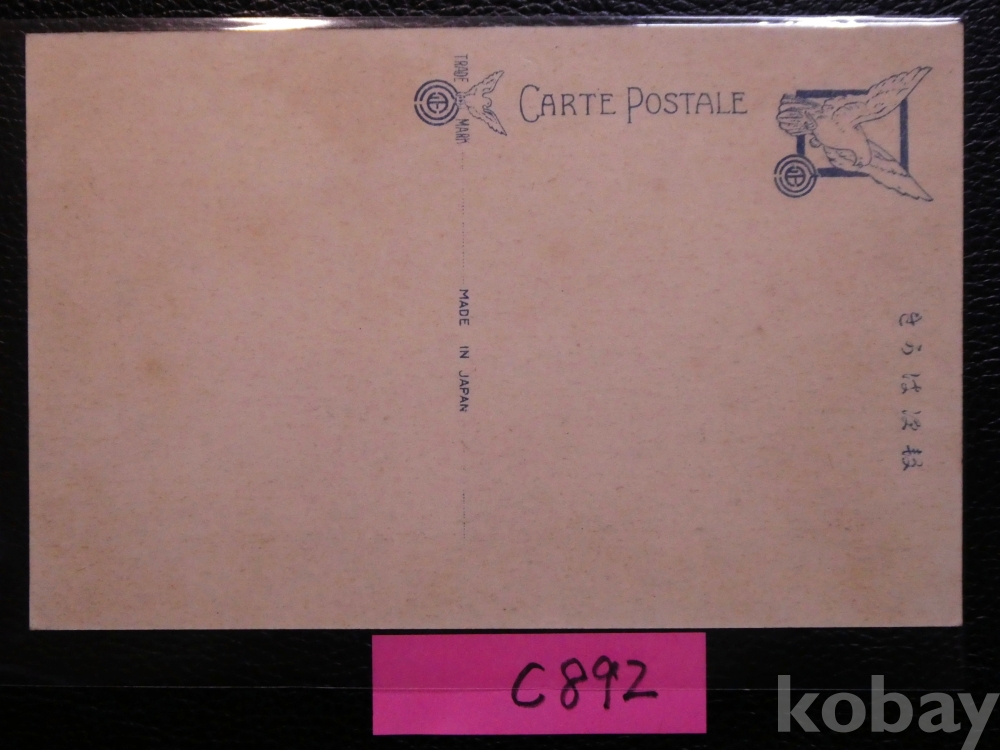 TRADE MARK
CARTE POSTALE
MADE IN JAPAN
きかは便郵
C892
kobay